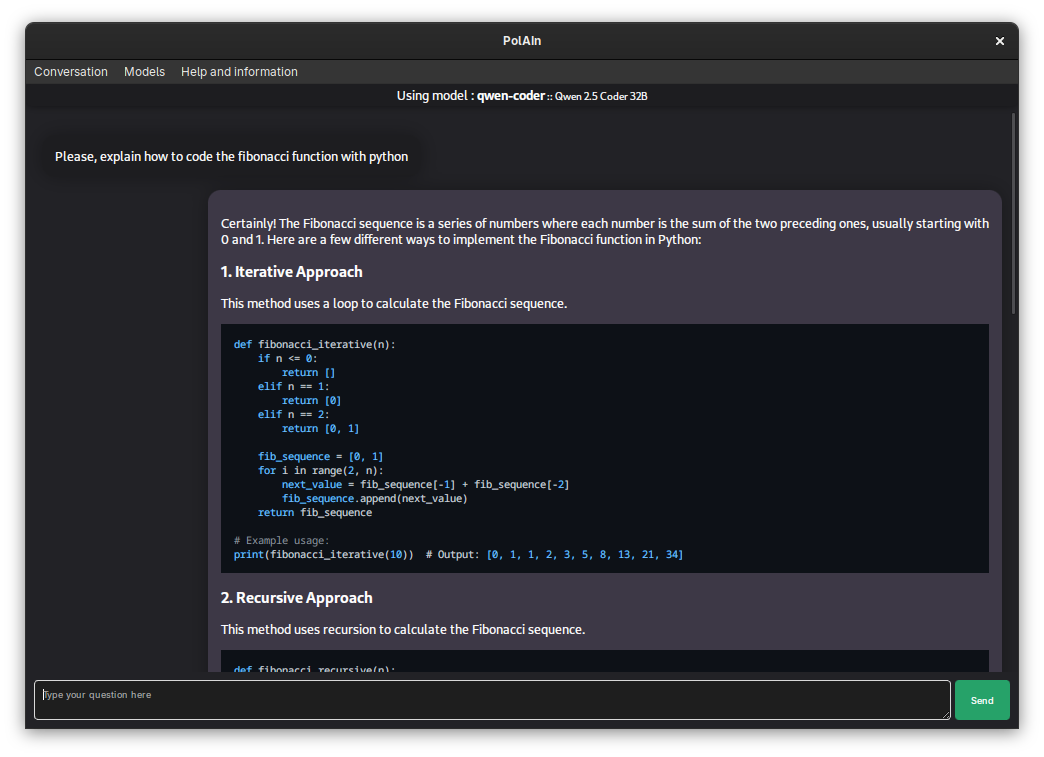 PolAIn
Conversation Models Help and information
Using model : qwen-coder :: Qwen 2.5 Coder 32B
Please, explain how to code the fibonacci function with python
Certainly! The Fibonacci sequence is a series of numbers where each number is the sum of the two preceding ones, usually starting with
0 and 1. Here are a few different ways to implement the Fibonacci function in Python:
1. Iterative Approach
This method uses a loop to calculate the Fibonacci sequence.
def fibonacci_iterative(n):
    if n <= 0:
        return []
    elif n == 1:
        return [0]
    elif n == 2:
        return [0, 1]

    fib_sequence = [0, 1]
    for i in range(2, n):
        next_value = fib_sequence[-1] + fib_sequence[-2]
        fib_sequence.append(next_value)
    return fib_sequence

# Example usage:
print(fibonacci_iterative(10))  # Output: [0, 1, 1, 2, 3, 5, 8, 13, 21, 34]
2. Recursive Approach
This method uses recursion to calculate the Fibonacci sequence.
def fibonacci_recursive(n):
Type your question here
Send